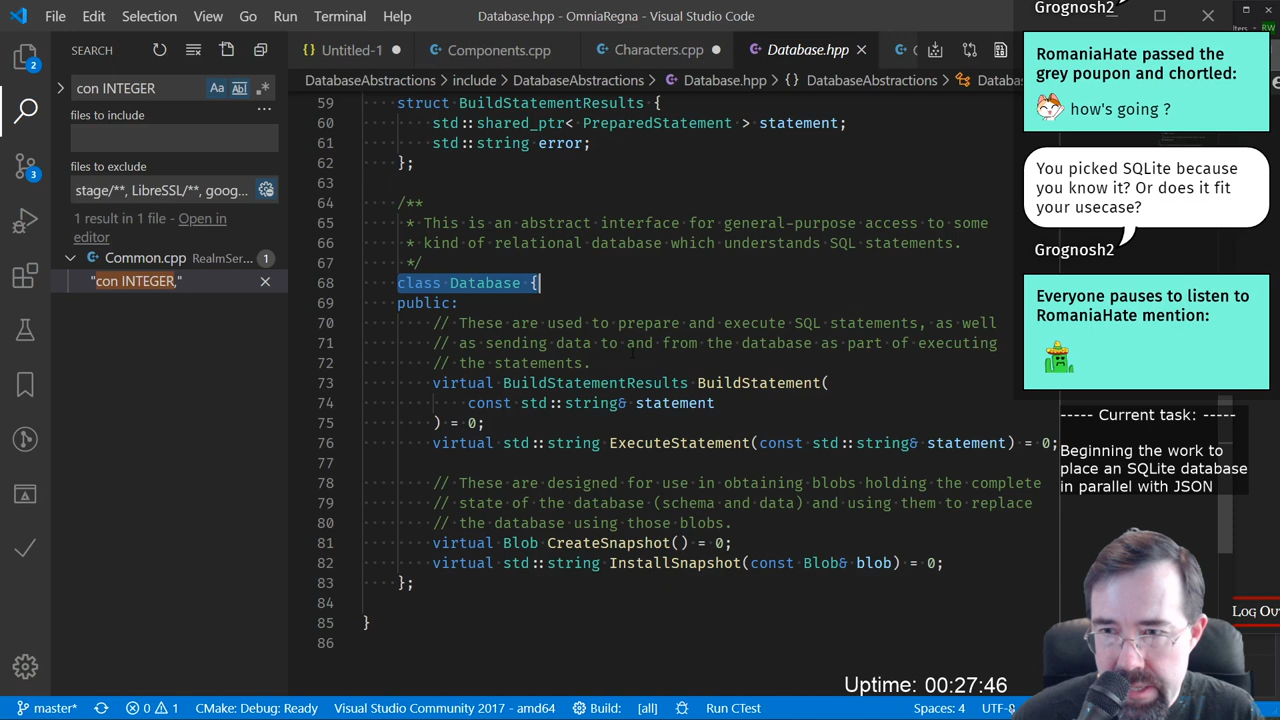 File Edit Selection View Go Run Terminal Help Database.hpp - OmniaRegna - Visual Studio Code
SEARCH
Untitled-1 Components.cpp Characters.cpp Database.hpp
DatabaseAbstractions > include > DatabaseAbstractions > Database.hpp > {} DatabaseAbstractions >
con INTEGER Aa
files to include
files to exclude
stage/**, LibreSSL/**, goog...
1 result in 1 file - Open in
editor
Common.cpp RealmSer... 1
"con INTEGER,"
59 struct BuildStatementResults {
60 std::shared_ptr< PreparedStatement > statement;
61 std::string error;
62 };
63
64 /**
65 * This is an abstract interface for general-purpose access to some
66 * kind of relational database which understands SQL statements.
67 */
68 class Database {
69 public:
70 // These are used to prepare and execute SQL statements, as well
71 // as sending data to and from the database as part of executing
72 // the statements.
73 virtual BuildStatementResults BuildStatement(
74 const std::string& statement
75 ) = 0;
76 virtual std::string ExecuteStatement(const std::string& statement) = 0;
77
78 // These are designed for use in obtaining blobs holding the complete
79 // state of the database (schema and data) and using them to replace
80 // the database using those blobs.
81 virtual Blob CreateSnapshot() = 0;
82 virtual std::string InstallSnapshot(const Blob& blob) = 0;
83 };
84
85 }
86
Grognosh2
RomaniaHate passed the
grey poupon and chortled:
how's going ?
You picked SQLite because
you know it? Or does it fit
your usecase?
Grognosh2
Everyone pauses to listen to
RomaniaHate mention:
----- Current task: -----
Beginning the work to
place an SQLite database
in parallel with JSON
Log Ou
Uptime: 00:27:46
2
3
master* 0 1 CMake: Debug: Ready Visual Studio Community 2017 - amd64 Build: [all] Run CTest Spaces: 4 UTF-8